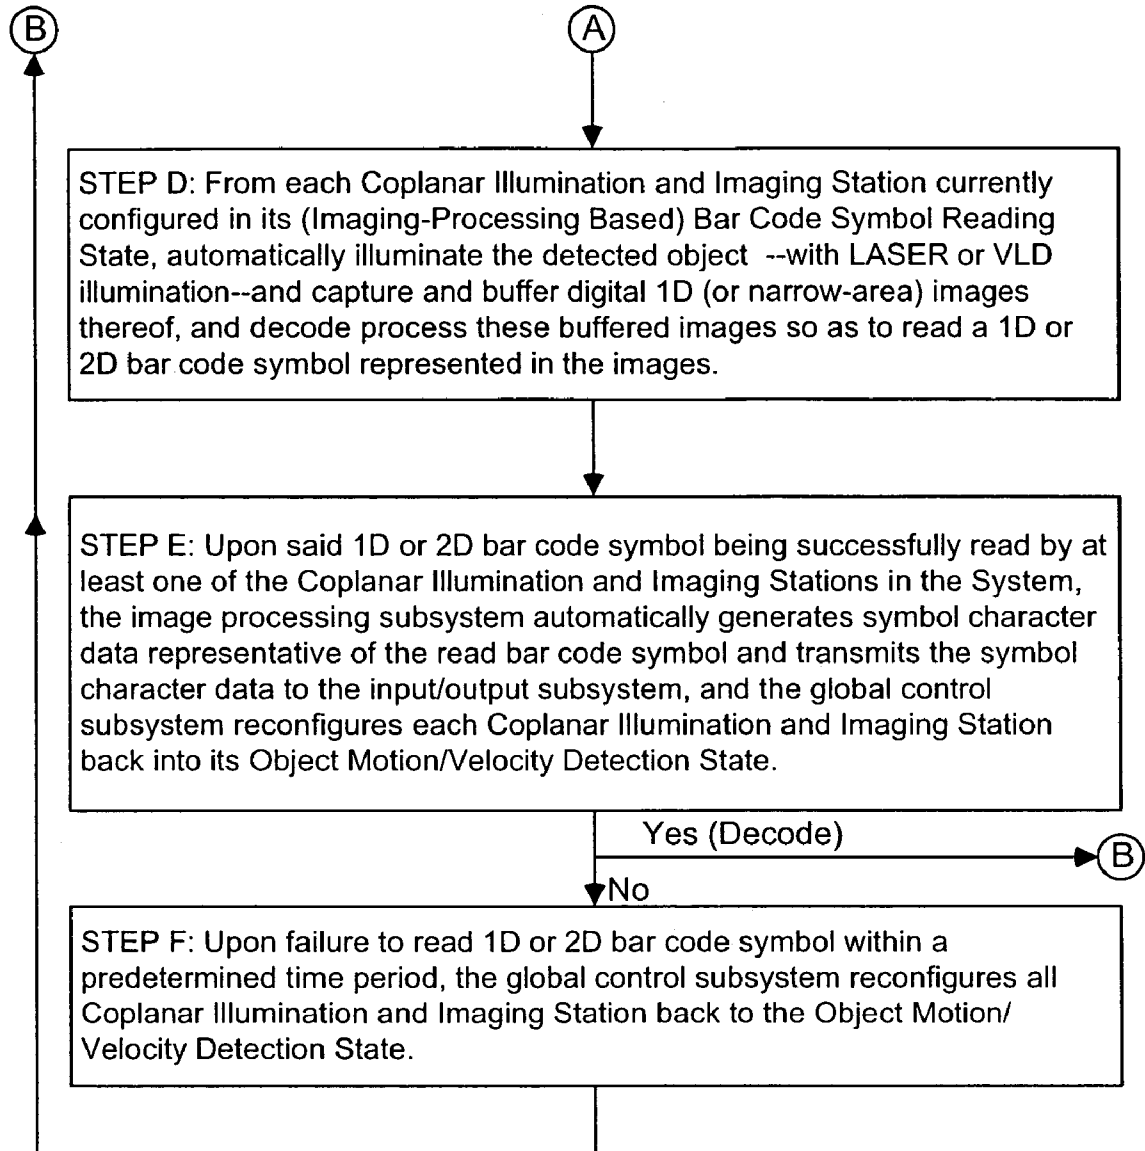 B
A
STEP D: From each Coplanar Illumination and Imaging Station currently
configured in its (Imaging-Processing Based) Bar Code Symbol Reading
State, automatically illuminate the detected object --with LASER or VLD
illumination--and capture and buffer digital 1D (or narrow-area) images
thereof, and decode process these buffered images so as to read a 1D or
2D bar code symbol represented in the images.
STEP E: Upon said 1D or 2D bar code symbol being successfully read by at
least one of the Coplanar Illumination and Imaging Stations in the System,
the image processing subsystem automatically generates symbol character
data representative of the read bar code symbol and transmits the symbol
character data to the input/output subsystem, and the global control
subsystem reconfigures each Coplanar Illumination and Imaging Station
back into its Object Motion/Velocity Detection State.
Yes (Decode)
B
No
STEP F: Upon failure to read 1D or 2D bar code symbol within a
predetermined time period, the global control subsystem reconfigures all
Coplanar Illumination and Imaging Station back to the Object Motion/
Velocity Detection State.